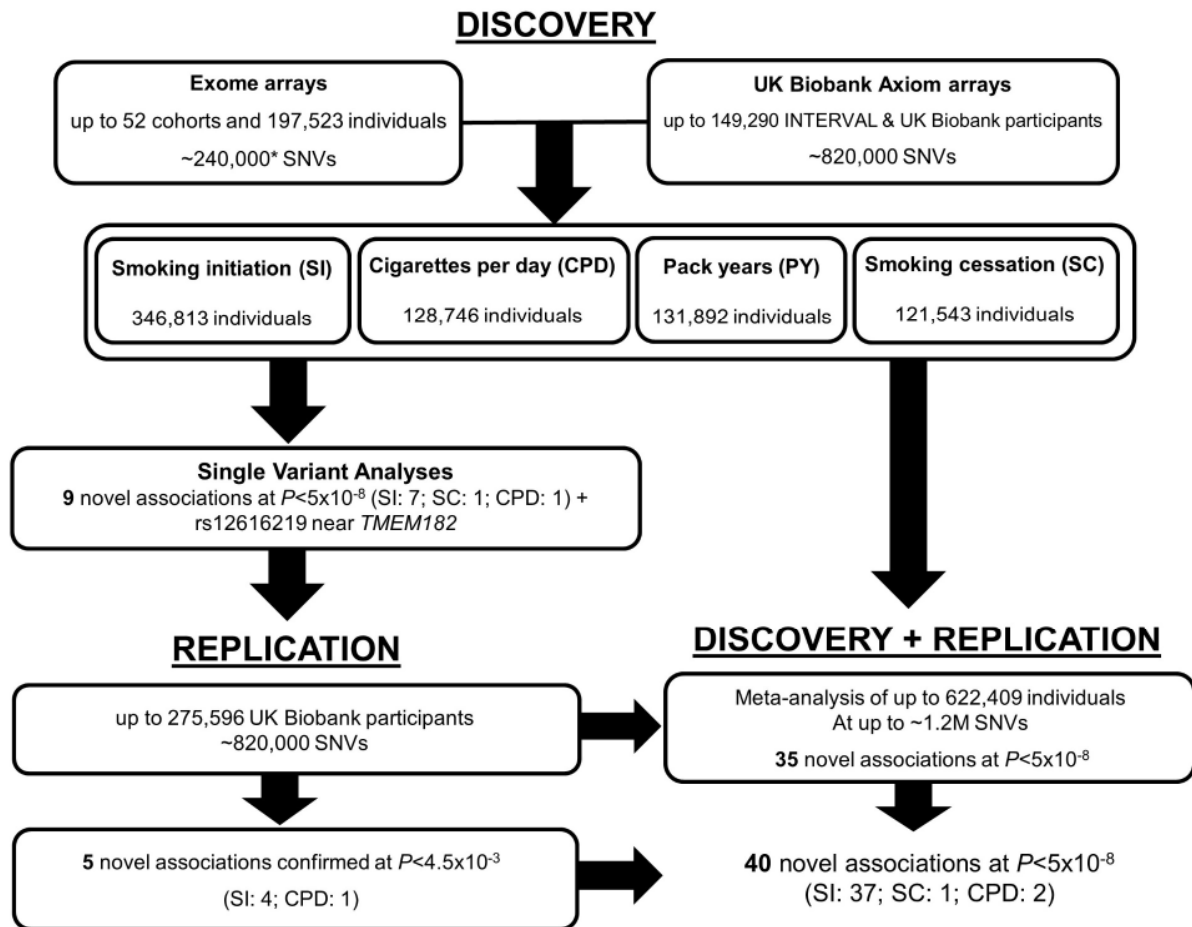 DISCOVERY
Exome arrays
up to 52 cohorts and 197,523 individuals
~240,000* SNVs
UK Biobank Axiom arrays
up to 149,290 INTERVAL & UK Biobank participants
~820,000 SNVs
Smoking initiation (SI)
346,813 individuals
Cigarettes per day (CPD)
128,746 individuals
Pack years (PY)
131,892 individuals
Smoking cessation (SC)
121,543 individuals
Single Variant Analyses
9 novel associations at P<5x10⁻⁸ (SI: 7; SC: 1; CPD: 1) +
rs12616219 near TMEM182
REPLICATION
up to 275,596 UK Biobank participants
~820,000 SNVs
5 novel associations confirmed at P<4.5x10⁻³
(SI: 4; CPD: 1)
DISCOVERY + REPLICATION
Meta-analysis of up to 622,409 individuals
At up to ~1.2M SNVs
35 novel associations at P<5x10⁻⁸
40 novel associations at P<5x10⁻⁸
(SI: 37; SC: 1; CPD: 2)